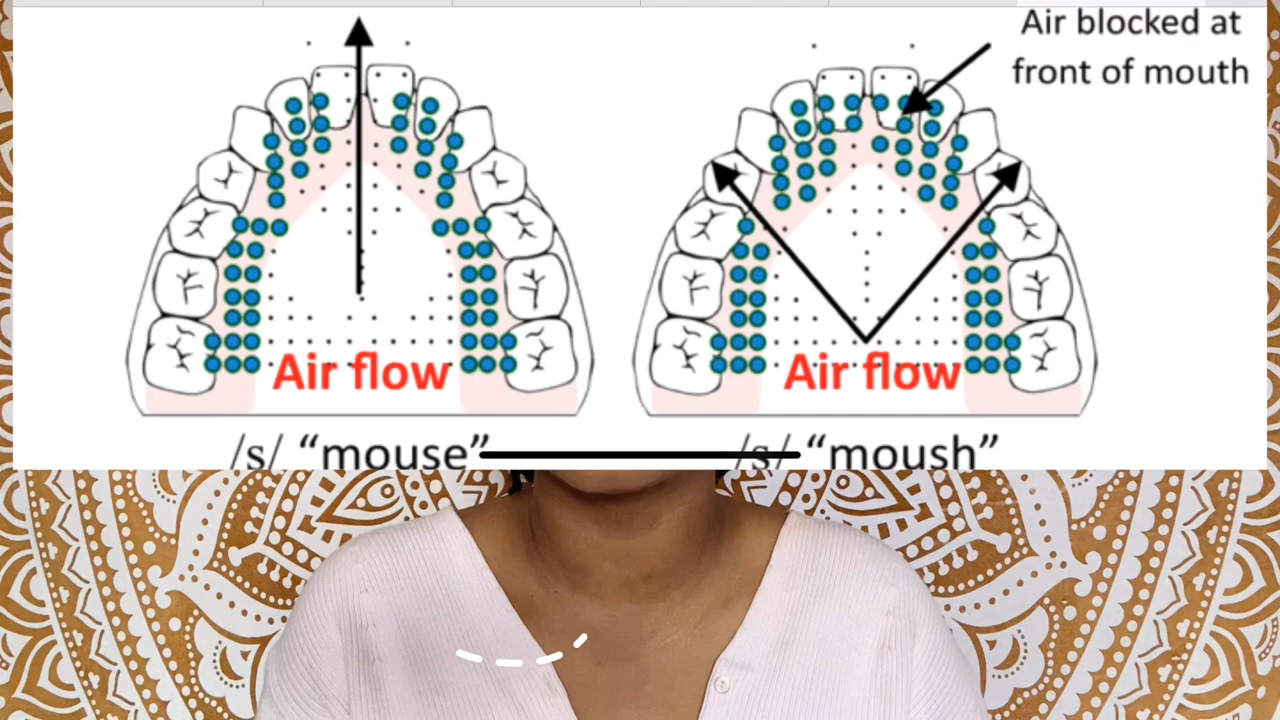 Air blocked at
front of mouth
Air flow
Air flow
/s/ “mouse”
/s/ “moush”